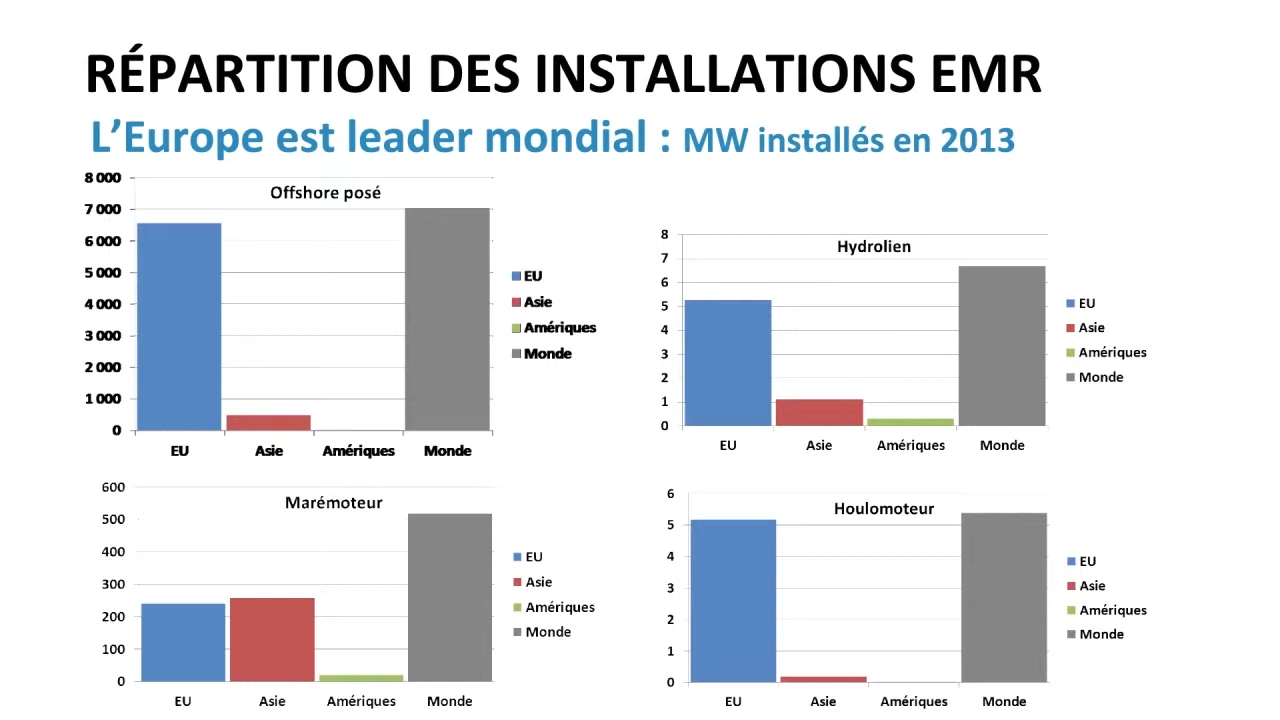 RÉPARTITION DES INSTALLATIONS EMR
L’Europe est leader mondial : MW installés en 2013
Offshore posé
8 000
7 000
6 000
5 000
4 000
3 000
2 000
1 000
0
EU Asie Amériques Monde
EU
Asie
Amériques
Monde
Hydrolien
8
7
6
5
4
3
2
1
0
EU Asie Amériques Monde
EU
Asie
Amériques
Monde
Marémoteur
600
500
400
300
200
100
0
EU Asie Amériques Monde
EU
Asie
Amériques
Monde
Houlomoteur
6
5
4
3
2
1
0
EU Asie Amériques Monde
EU
Asie
Amériques
Monde